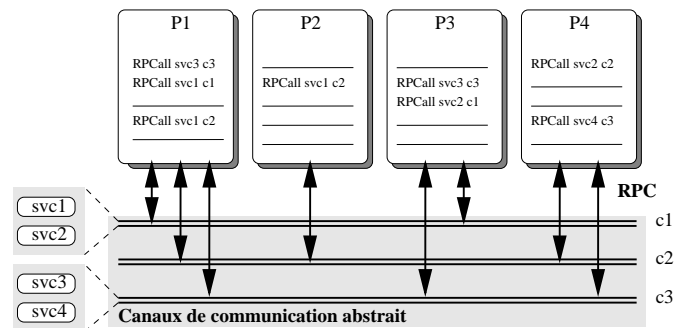 P1
RPCall svc3 c3
RPCall svc1 c1
RPCall svc1 c2
P2
RPCall svc1 c2
P3
RPCall svc3 c3
RPCall svc2 c1
P4
RPCall svc2 c2
RPCall svc4 c3
RPC
svc1
svc2
svc3
svc4
c1
c2
c3
Canaux de communication abstrait